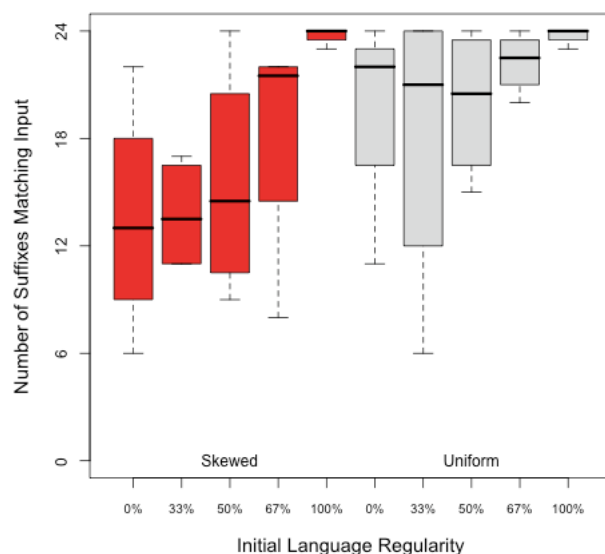 Number of Suffixes Matching Input
24
18
12
6
0
Skewed Uniform
0% 33% 50% 67% 100% 0% 33% 50% 67% 100%
Initial Language Regularity